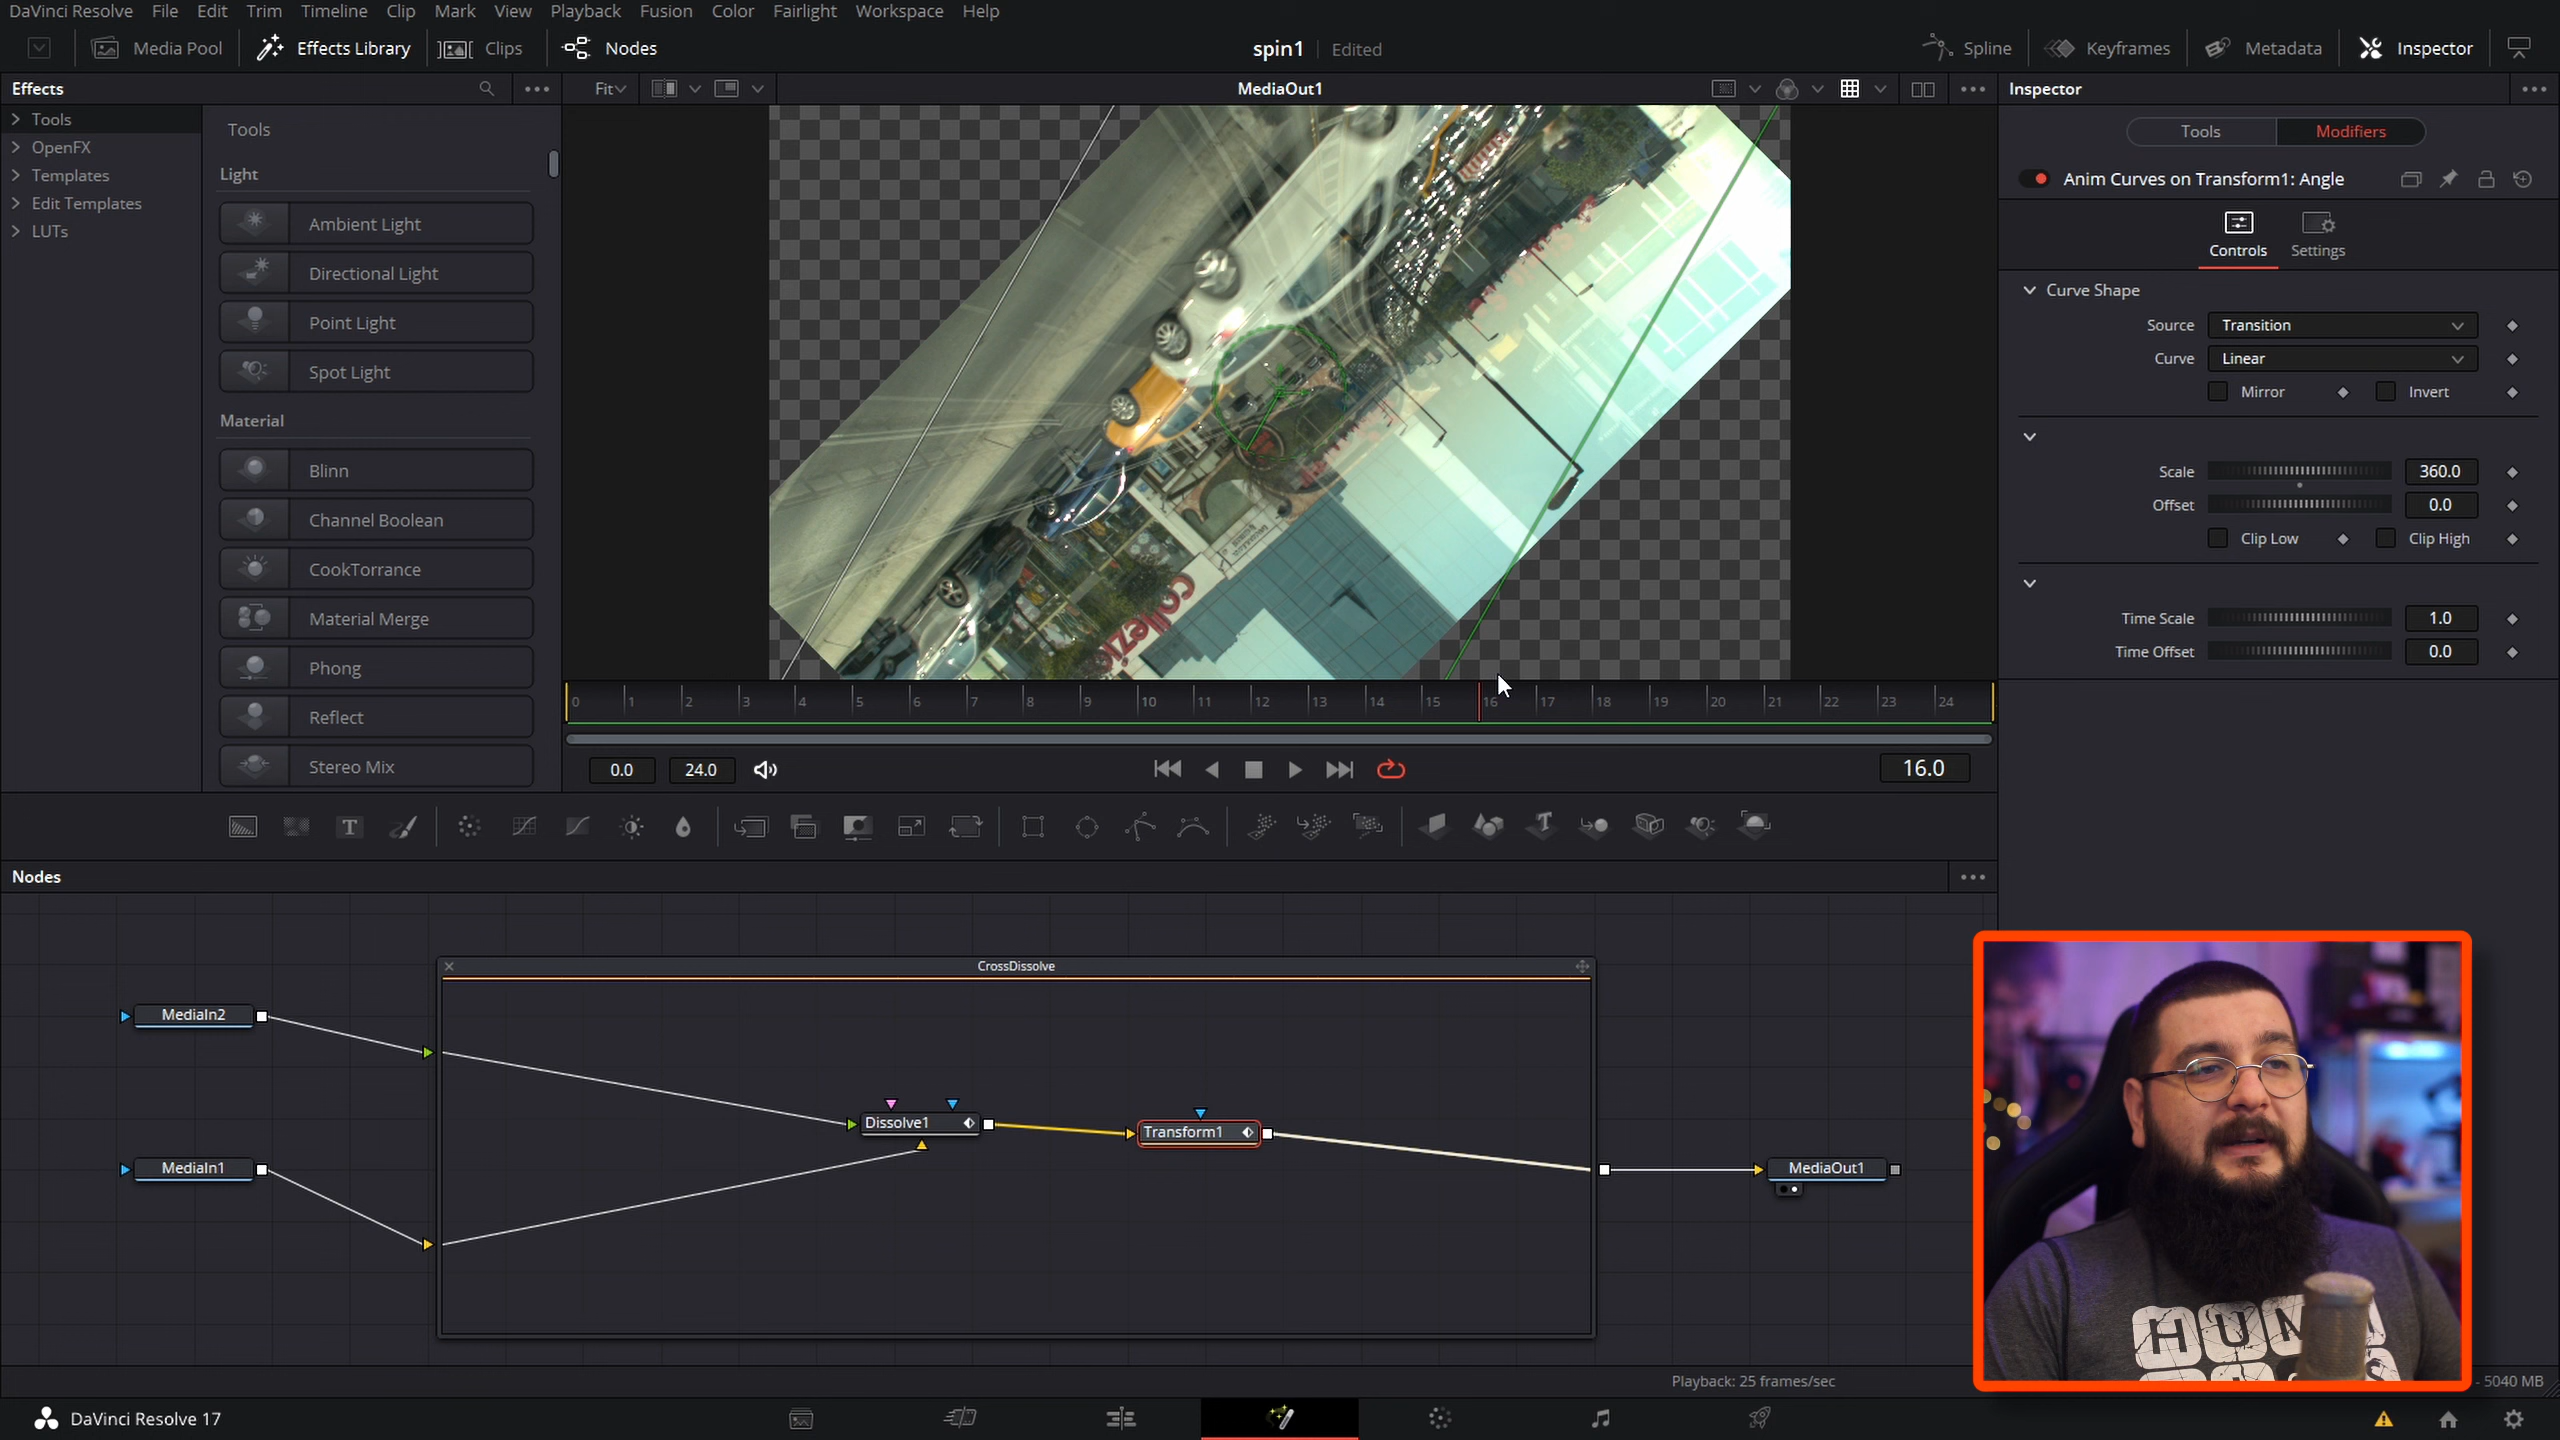 DaVinci Resolve File Edit Trim Timeline Clip Mark View Playback Fusion Color Fairlight Workspace Help
Media Pool Effects Library Clips Nodes spin1 Edited Spline Keyframes Metadata Inspector
Effects Fit MediaOut1 Inspector
Tools
OpenFX
Templates
Edit Templates
LUTs
Tools
Light
Ambient Light
Directional Light
Point Light
Spot Light
Material
Blinn
Channel Boolean
CookTorrance
Material Merge
Phong
Reflect
Stereo Mix
Collezio
0 1 2 3 4 5 6 7 8 9 10 11 12 13 14 15 16 17 18 19 20 21 22 23 24
0.0 24.0 16.0
Tools Modifiers
Anim Curves on Transform1: Angle
Controls Settings
Curve Shape
Source Transition
Curve Linear
Mirror Invert
Scale 360.0
Offset 0.0
Clip Low Clip High
Time Scale 1.0
Time Offset 0.0
T
Nodes
CrossDissolve
MediaIn2
Dissolve1
Transform1
MediaIn1
MediaOut1
HUM
Playback: 25 frames/sec
- 5040 MB
DaVinci Resolve 17